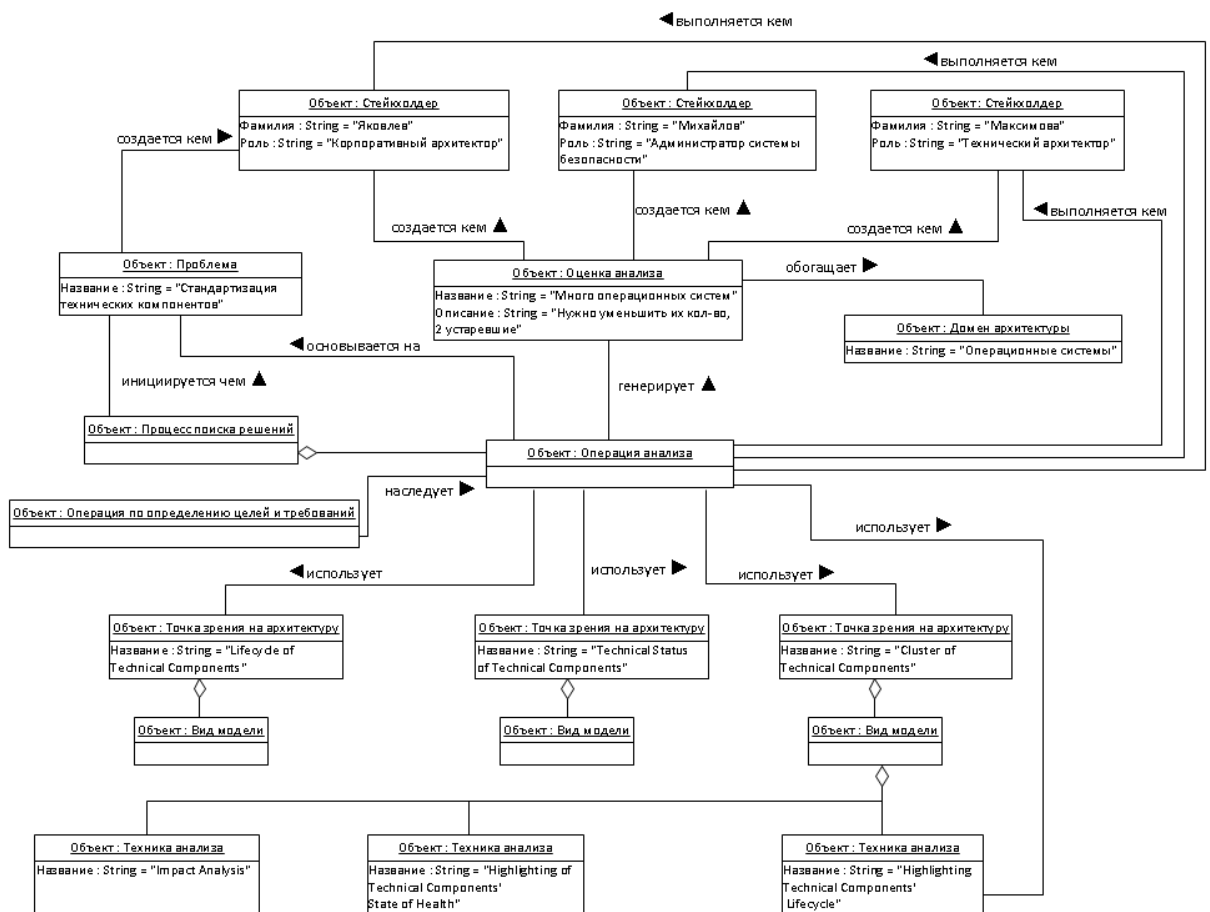 выполняется кем
выполняется кем
Объект : Стейкхолдер
Фамилия : String = "Яковлев"
Роль : String = "Корпоративный архитектор"
Объект : Стейкхолдер
Фамилия : String = "Михайлов"
Роль : String = "Администратор системы
безопасности"
Объект : Стейкхолдер
Фамилия : String = "Максимова"
Роль : String = "Технический архитектор"
создается кем
создается кем
создается кем
создается кем
выполняется кем
Объект : Проблема
Название : String = "Стандартизация
технических компонентов"
Объект : Оценка анализа
Название : String = "Много операционных систем"
Описание : String = "Нужно уменьшить их кол-во,
2 устаревшие"
обогащает
Объект : Домен архитектуры
Название : String = "Операционные системы"
основывается на
инициируется чем
генерирует
Объект : Процесс поиска решений
Объект : Операция анализа
наследует
Объект : Операция по определению целей и требований
использует
использует
использует
использует
Объект : Точка зрения на архитектуру
Название : String = "Lifecycle of
Technical Components"
Объект : Точка зрения на архитектуру
Название : String = "Technical Status
of Technical Components"
Объект : Точка зрения на архитектуру
Название : String = "Cluster of
Technical Components"
Объект : Вид модели
Объект : Вид модели
Объект : Вид модели
Объект : Техника анализа
Название : String = "Impact Analysis"
Объект : Техника анализа
Название : String = "Highlighting of
Technical Components'
State of Health"
Объект : Техника анализа
Название : String = "Highlighting
Technical Components'
Lifecycle"